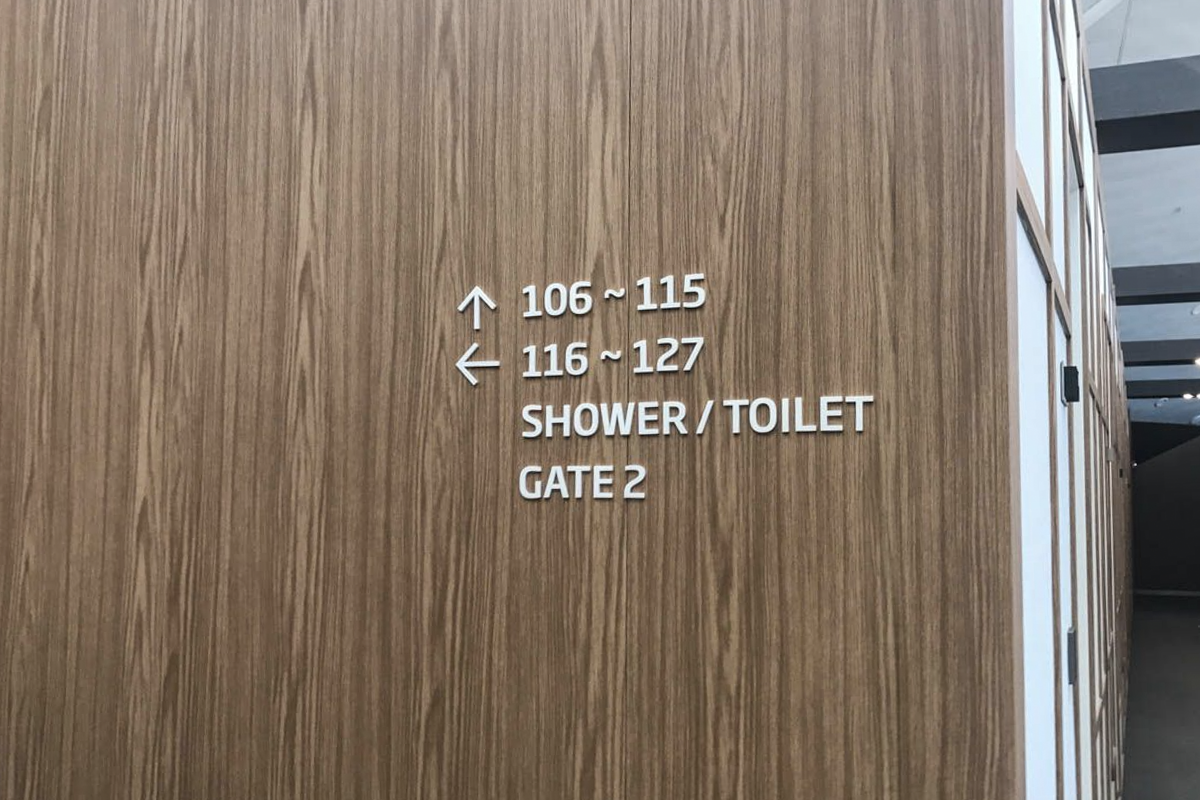 ↑ 106 ~ 115
← 116 ~ 127
SHOWER / TOILET
GATE 2